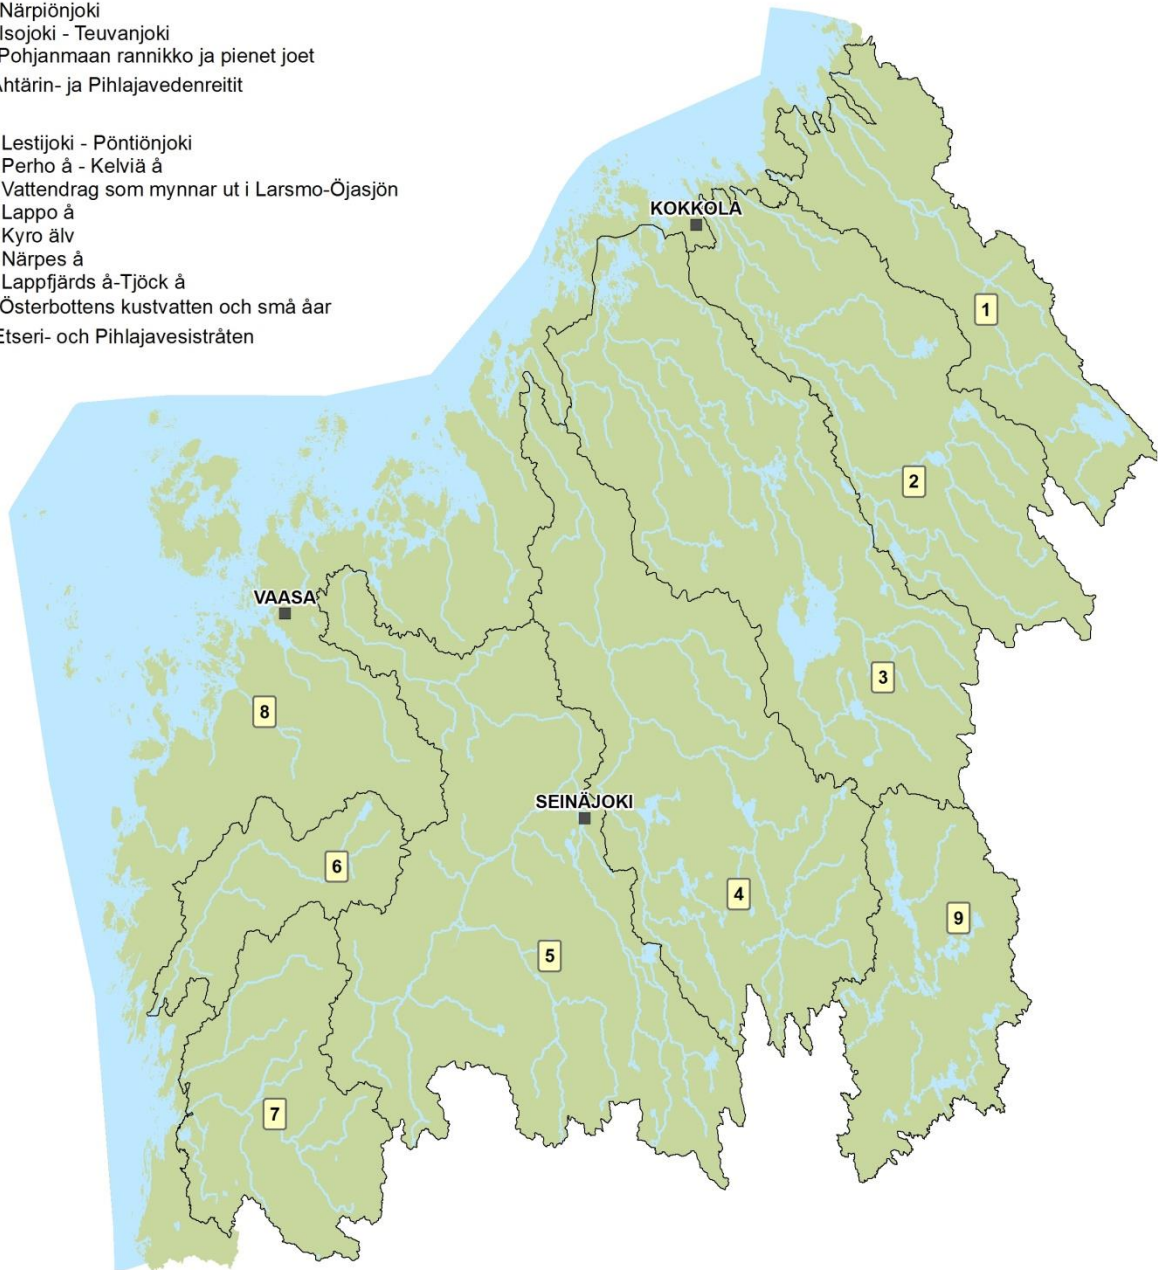 Närpiönjoki
Isojoki - Teuvanjoki
Pohjanmaan rannikko ja pienet joet
htärin- ja Pihlajavedenreitit
Lestijoki - Pöntiönjoki
Perho å - Kelviä å
Vattendrag som mynnar ut i Larsmo-Öjasjön
Lappo å
Kyro älv
Närpes å
Lappfjärds å-Tjöck å
Österbottens kustvatten och små åar
Etseri- och Pihlajavesistråten
KOKKOLA
1
2
VAASA
3
8
SEINÄJOKI
6
4
9
5
7